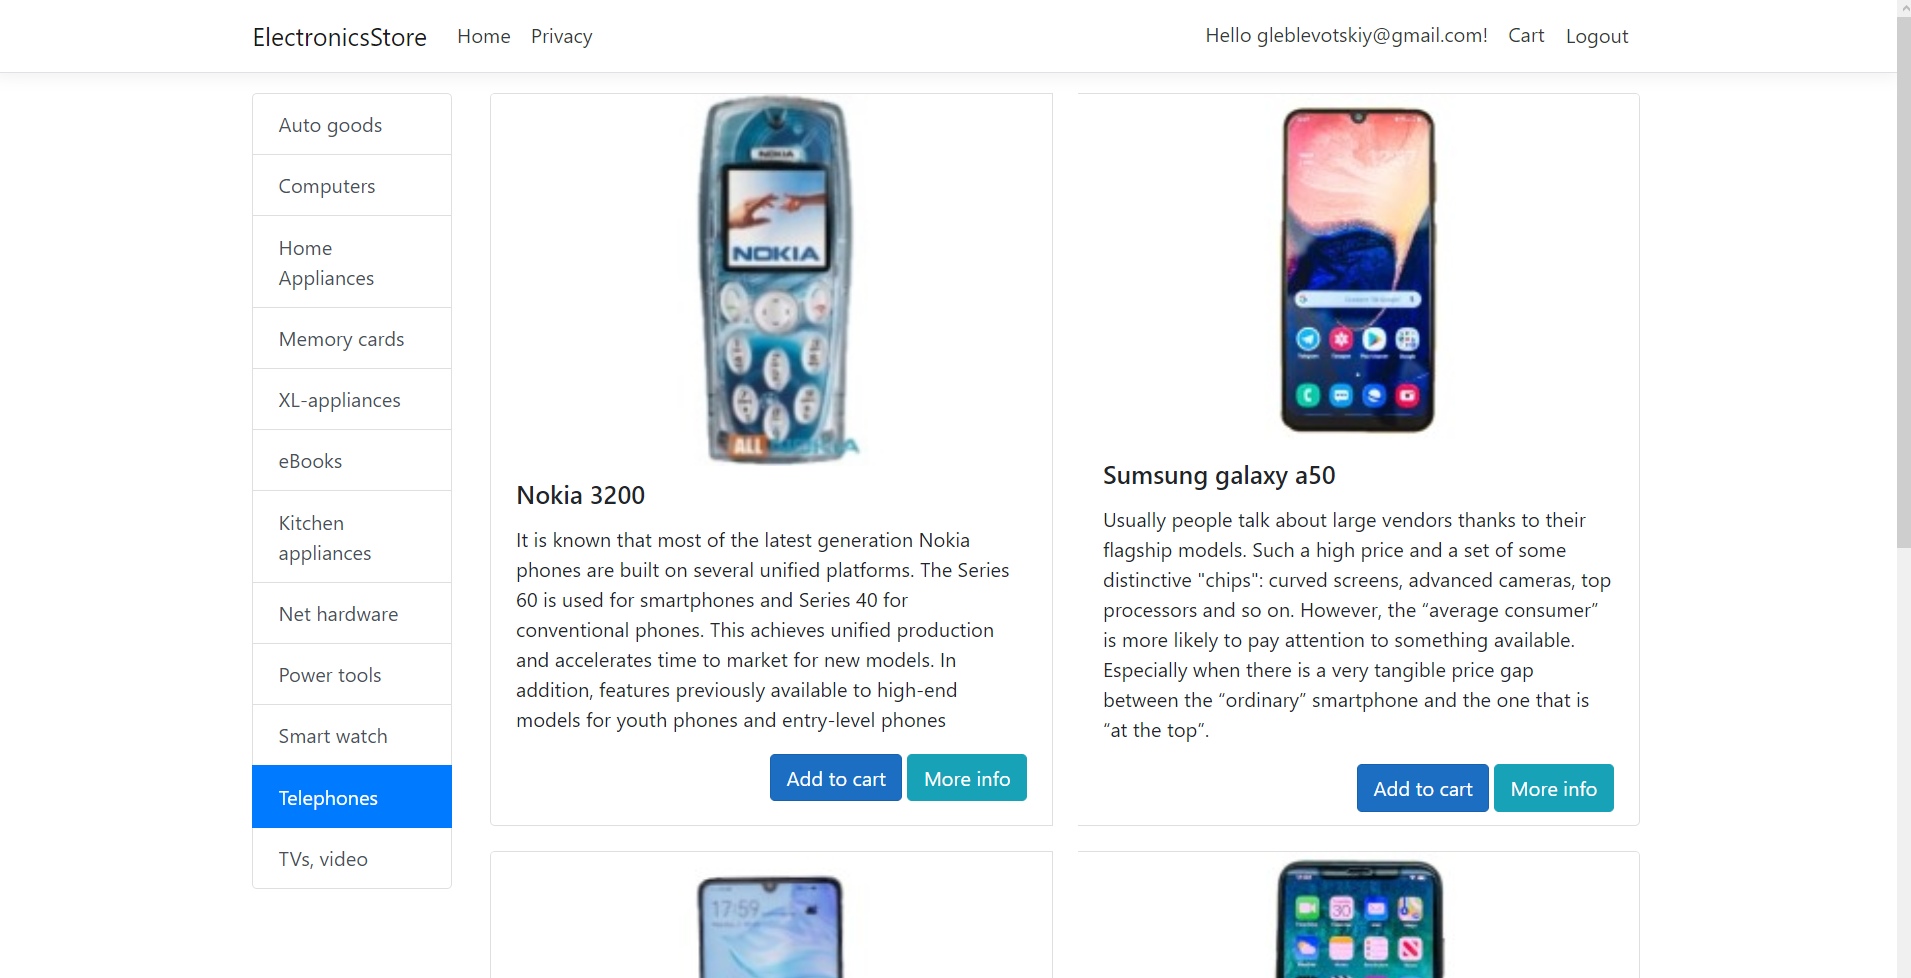 ElectronicsStore Home Privacy Hello gleblevotskiy@gmail.com! Cart Logout
Auto goods
Computers
Home
Appliances
Memory cards
XL-appliances
eBooks
Kitchen
appliances
Net hardware
Power tools
Smart watch
Telephones
TVs, video
NOKIA
NOKIA
ALL NOKIA
Nokia 3200
It is known that most of the latest generation Nokia
phones are built on several unified platforms. The Series
60 is used for smartphones and Series 40 for
conventional phones. This achieves unified production
and accelerates time to market for new models. In
addition, features previously available to high-end
models for youth phones and entry-level phones
Add to cart More info
Sumsung galaxy a50
Usually people talk about large vendors thanks to their
flagship models. Such a high price and a set of some
distinctive "chips": curved screens, advanced cameras, top
processors and so on. However, the “average consumer”
is more likely to pay attention to something available.
Especially when there is a very tangible price gap
between the “ordinary” smartphone and the one that is
“at the top”.
Add to cart More info
17:59
30